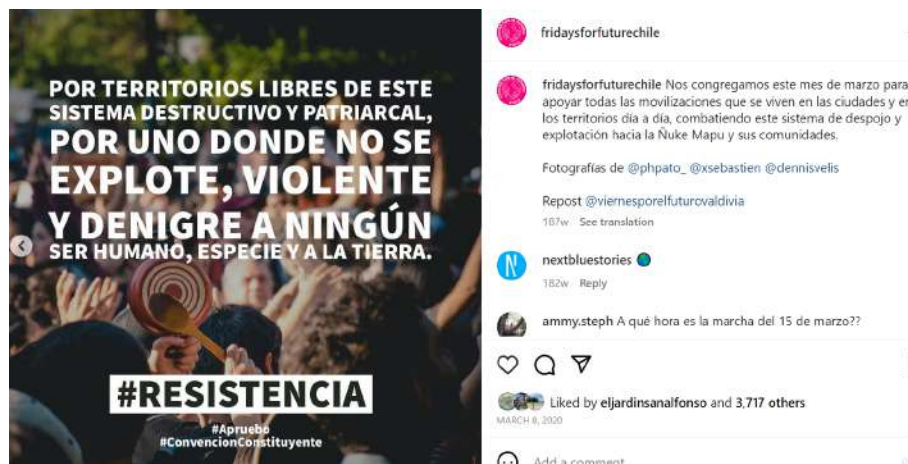 POR TERRITORIOS LIBRES DE ESTE
SISTEMA DESTRUCTIVO Y PATRIARCAL,
POR UNO DONDE NO SE
EXPLOTE, VIOLENTE
Y DENIGRE A NINGÚN
SER HUMANO, ESPECIE Y A LA TIERRA.
#RESISTENCIA
#Apruebo
#ConvencionConstituyente
fridaysforfuturechile
fridaysforfuturechile Nos congregamos este mes de marzo para
apoyar todas las movilizaciones que se viven en las ciudades y en
los territorios día a día, combatiendo este sistema de despojo y
explotación hacia la Ñuke Mapu y sus comunidades.
Fotografías de @phpato_ @xsebastien @dennisvelis
Repost @viernesporelfuturovaldivia
187w See translation
nextbluestories
182w Reply
ammy.steph A qué hora es la marcha del 15 de marzo??
Liked by eljardinsanalfonso and 3,717 others
MARCH 8, 2020
Add a comment